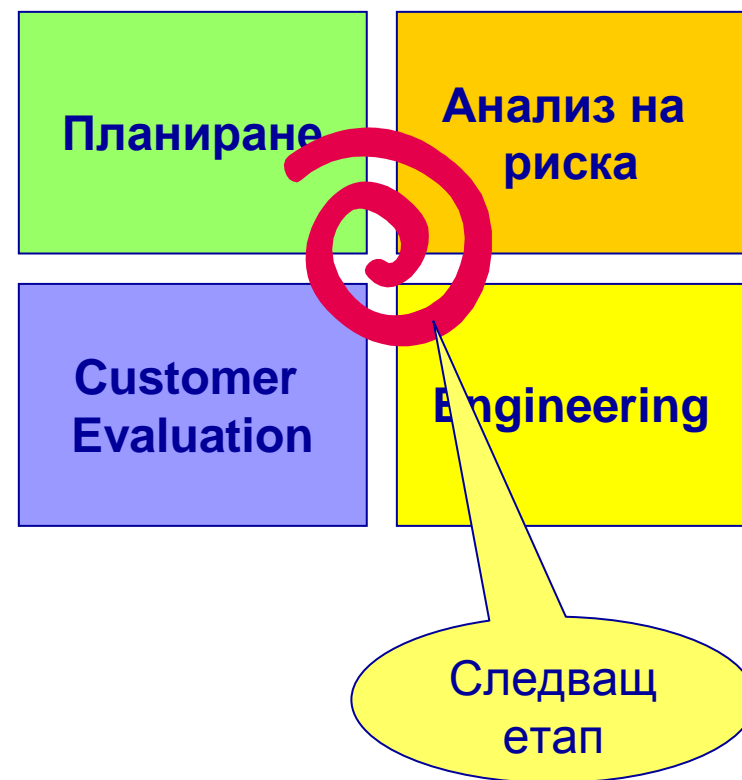 Планиране
Анализ на
риска
Customer
Evaluation
Engineering
Следващ
етап